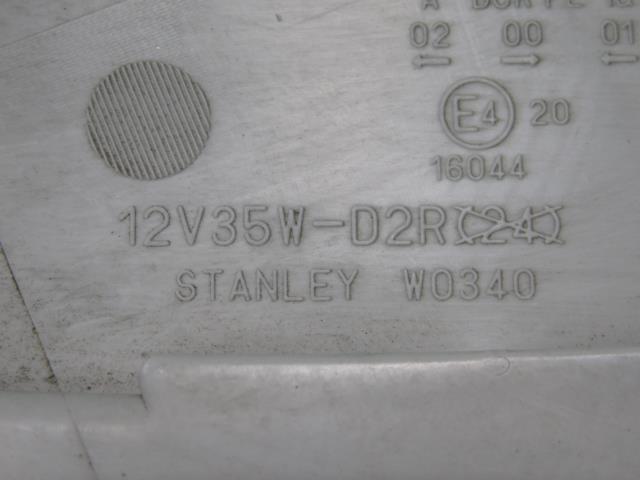 02 00 01
← → ←
E4 20
16044
12V35W-D2R
STANLEY W0340